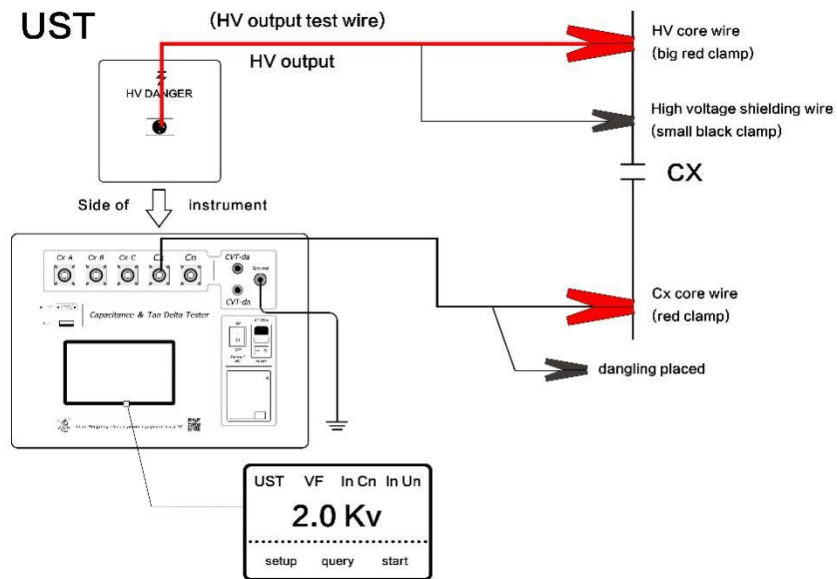 UST
(HV output test wire)
HV output
HV core wire
(big red clamp)
HV DANGER
High voltage shielding wire
(small black clamp)
CX
Side of instrument
Cx A Cx B Cx C Cx Cn
CVT-da
CVT-dn
Capacitance & Tan Delta Tester
Cx core wire
(red clamp)
dangling placed
UST VF In Cn In Un
2.0 Kv
setup query start